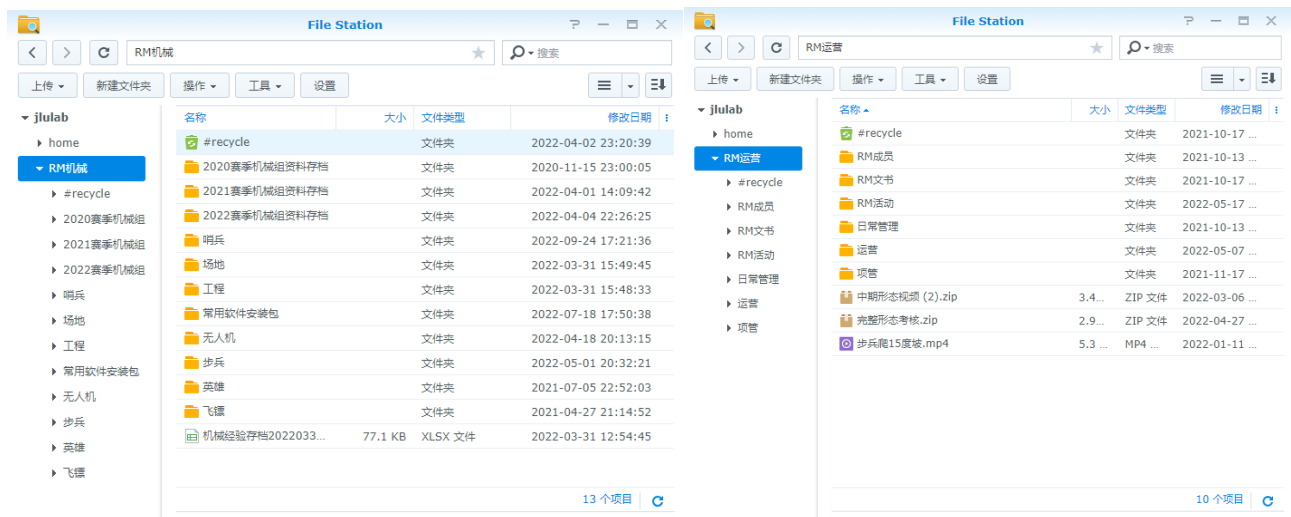 File Station
RM机械
搜索
上传
新建文件夹
操作
工具
设置
jlulab
home
RM机械
#recycle
2020赛季机械组
2021赛季机械组
2022赛季机械组
哨兵
场地
工程
常用软件安装包
无人机
步兵
英雄
飞镖
名称 大小 文件类型 修改日期
#recycle 文件夹 2022-04-02 23:20:39
2020赛季机械组资料存档 文件夹 2020-11-15 23:00:05
2021赛季机械组资料存档 文件夹 2022-04-01 14:09:42
2022赛季机械组资料存档 文件夹 2022-04-04 22:26:25
哨兵 文件夹 2022-09-24 17:21:36
场地 文件夹 2022-03-31 15:49:45
工程 文件夹 2022-03-31 15:48:33
常用软件安装包 文件夹 2022-07-18 17:50:38
无人机 文件夹 2022-04-18 20:13:15
步兵 文件夹 2022-05-01 20:32:21
英雄 文件夹 2021-07-05 22:52:03
飞镖 文件夹 2021-04-27 21:14:52
机械经验存档2022033... 77.1 KB XLSX 文件 2022-03-31 12:54:45
13 个项目
File Station
RM运营
搜索
上传
新建文件夹
操作
工具
设置
jlulab
home
RM运营
#recycle
RM成员
RM文书
RM活动
日常管理
运营
项管
名称 大小 文件类型 修改日期
#recycle 文件夹 2021-10-17 ...
RM成员 文件夹 2021-10-13 ...
RM文书 文件夹 2021-10-17 ...
RM活动 文件夹 2022-05-17 ...
日常管理 文件夹 2021-10-13 ...
运营 文件夹 2022-05-07 ...
项管 文件夹 2021-11-17 ...
中期形态视频 (2).zip 3.4... ZIP 文件 2022-03-06 ...
完整形态考核.zip 2.9... ZIP 文件 2022-04-27 ...
步兵爬15度坡.mp4 5.3 ... MP4 ... 2022-01-11 ...
10 个项目